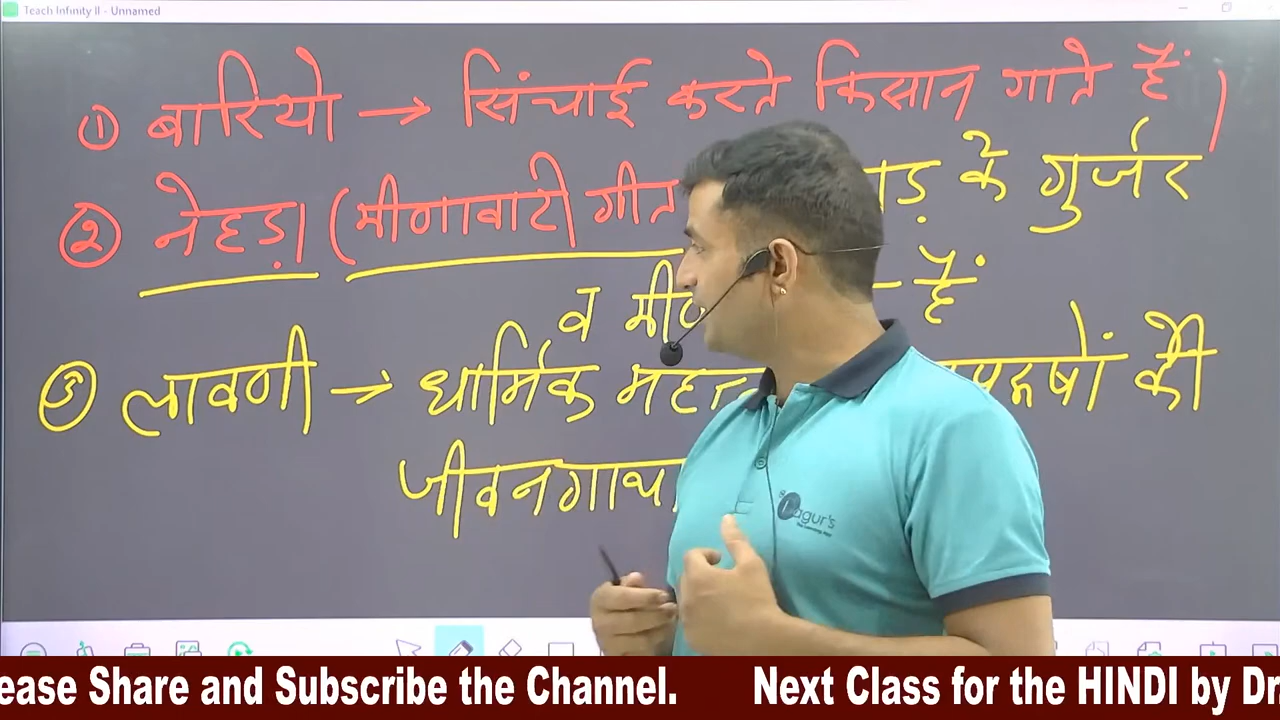 Teach Infinity II - Unnamed
① बारियो → सिंचाई करते किसान गाते हैं।
② नेहड़ा (मीणावाटी गीत के गुर्जर
व हैं
③ लावणी → धार्मिक की
जीवनगाथा
agur's
ease Share and Subscribe the Channel. Next Class for the HINDI by Dr